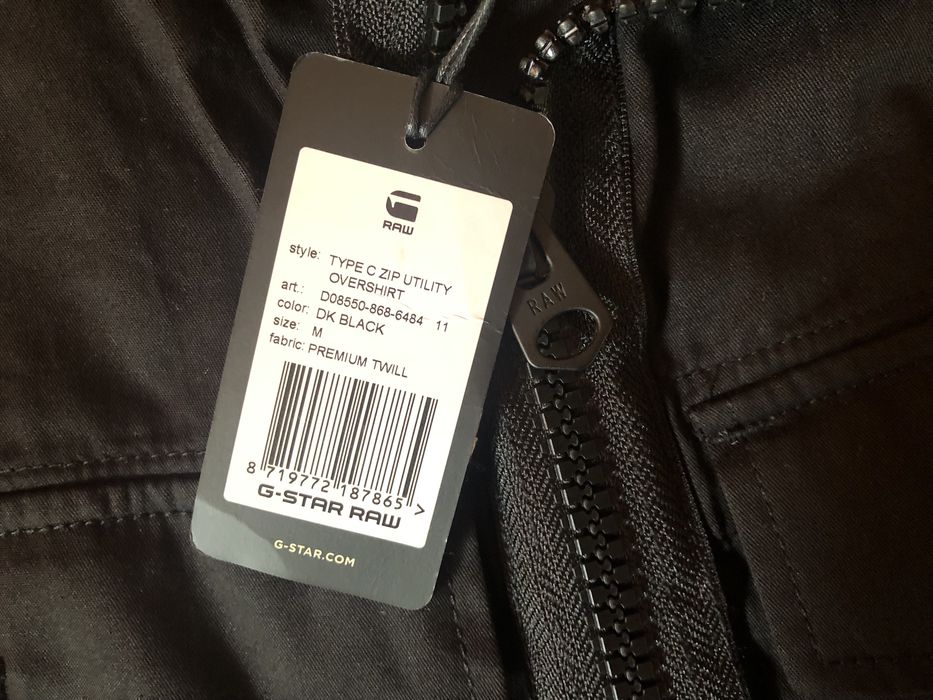 RAW
style: TYPE C ZIP UTILITY
OVERSHIRT
art.: D08550-868-6484 11
color: DK BLACK
size: M
fabric: PREMIUM TWILL
8 719772 187865 >
G-STAR RAW
G-STAR.COM
RAW